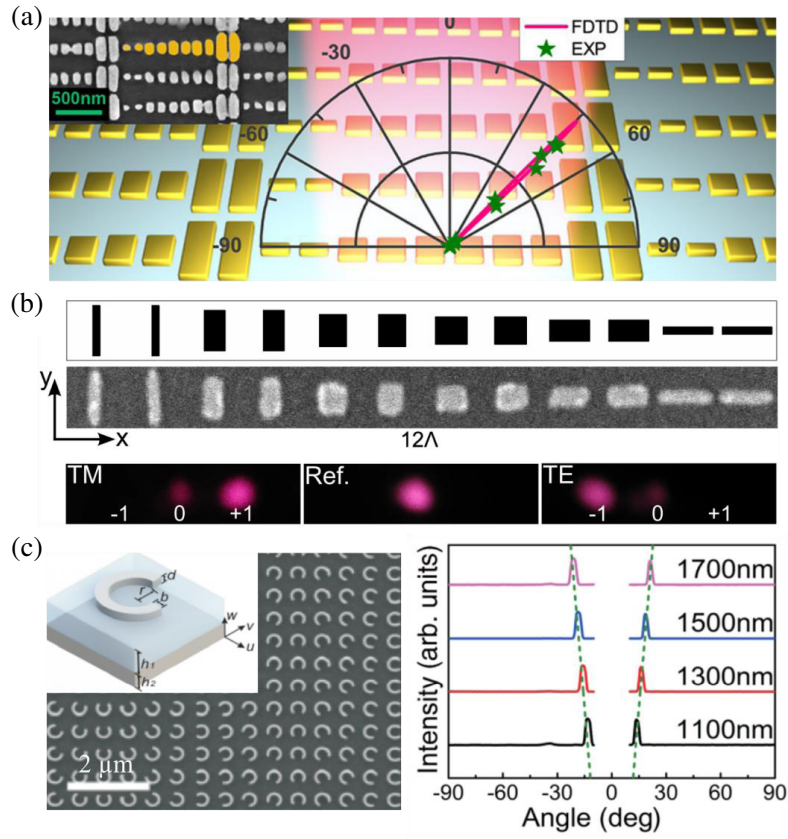 (a)
500nm
0
-30
-60
60
-90
90
FDTD
EXP
(b)
y
x
12Λ
TM
-1 0 +1
Ref.
TE
-1 0 +1
(c)
d
r
b
w
v
u
h1
h2
2 μm
Intensity (arb. units)
1700nm
1500nm
1300nm
1100nm
-90 -60 -30 0 30 60 90
Angle (deg)